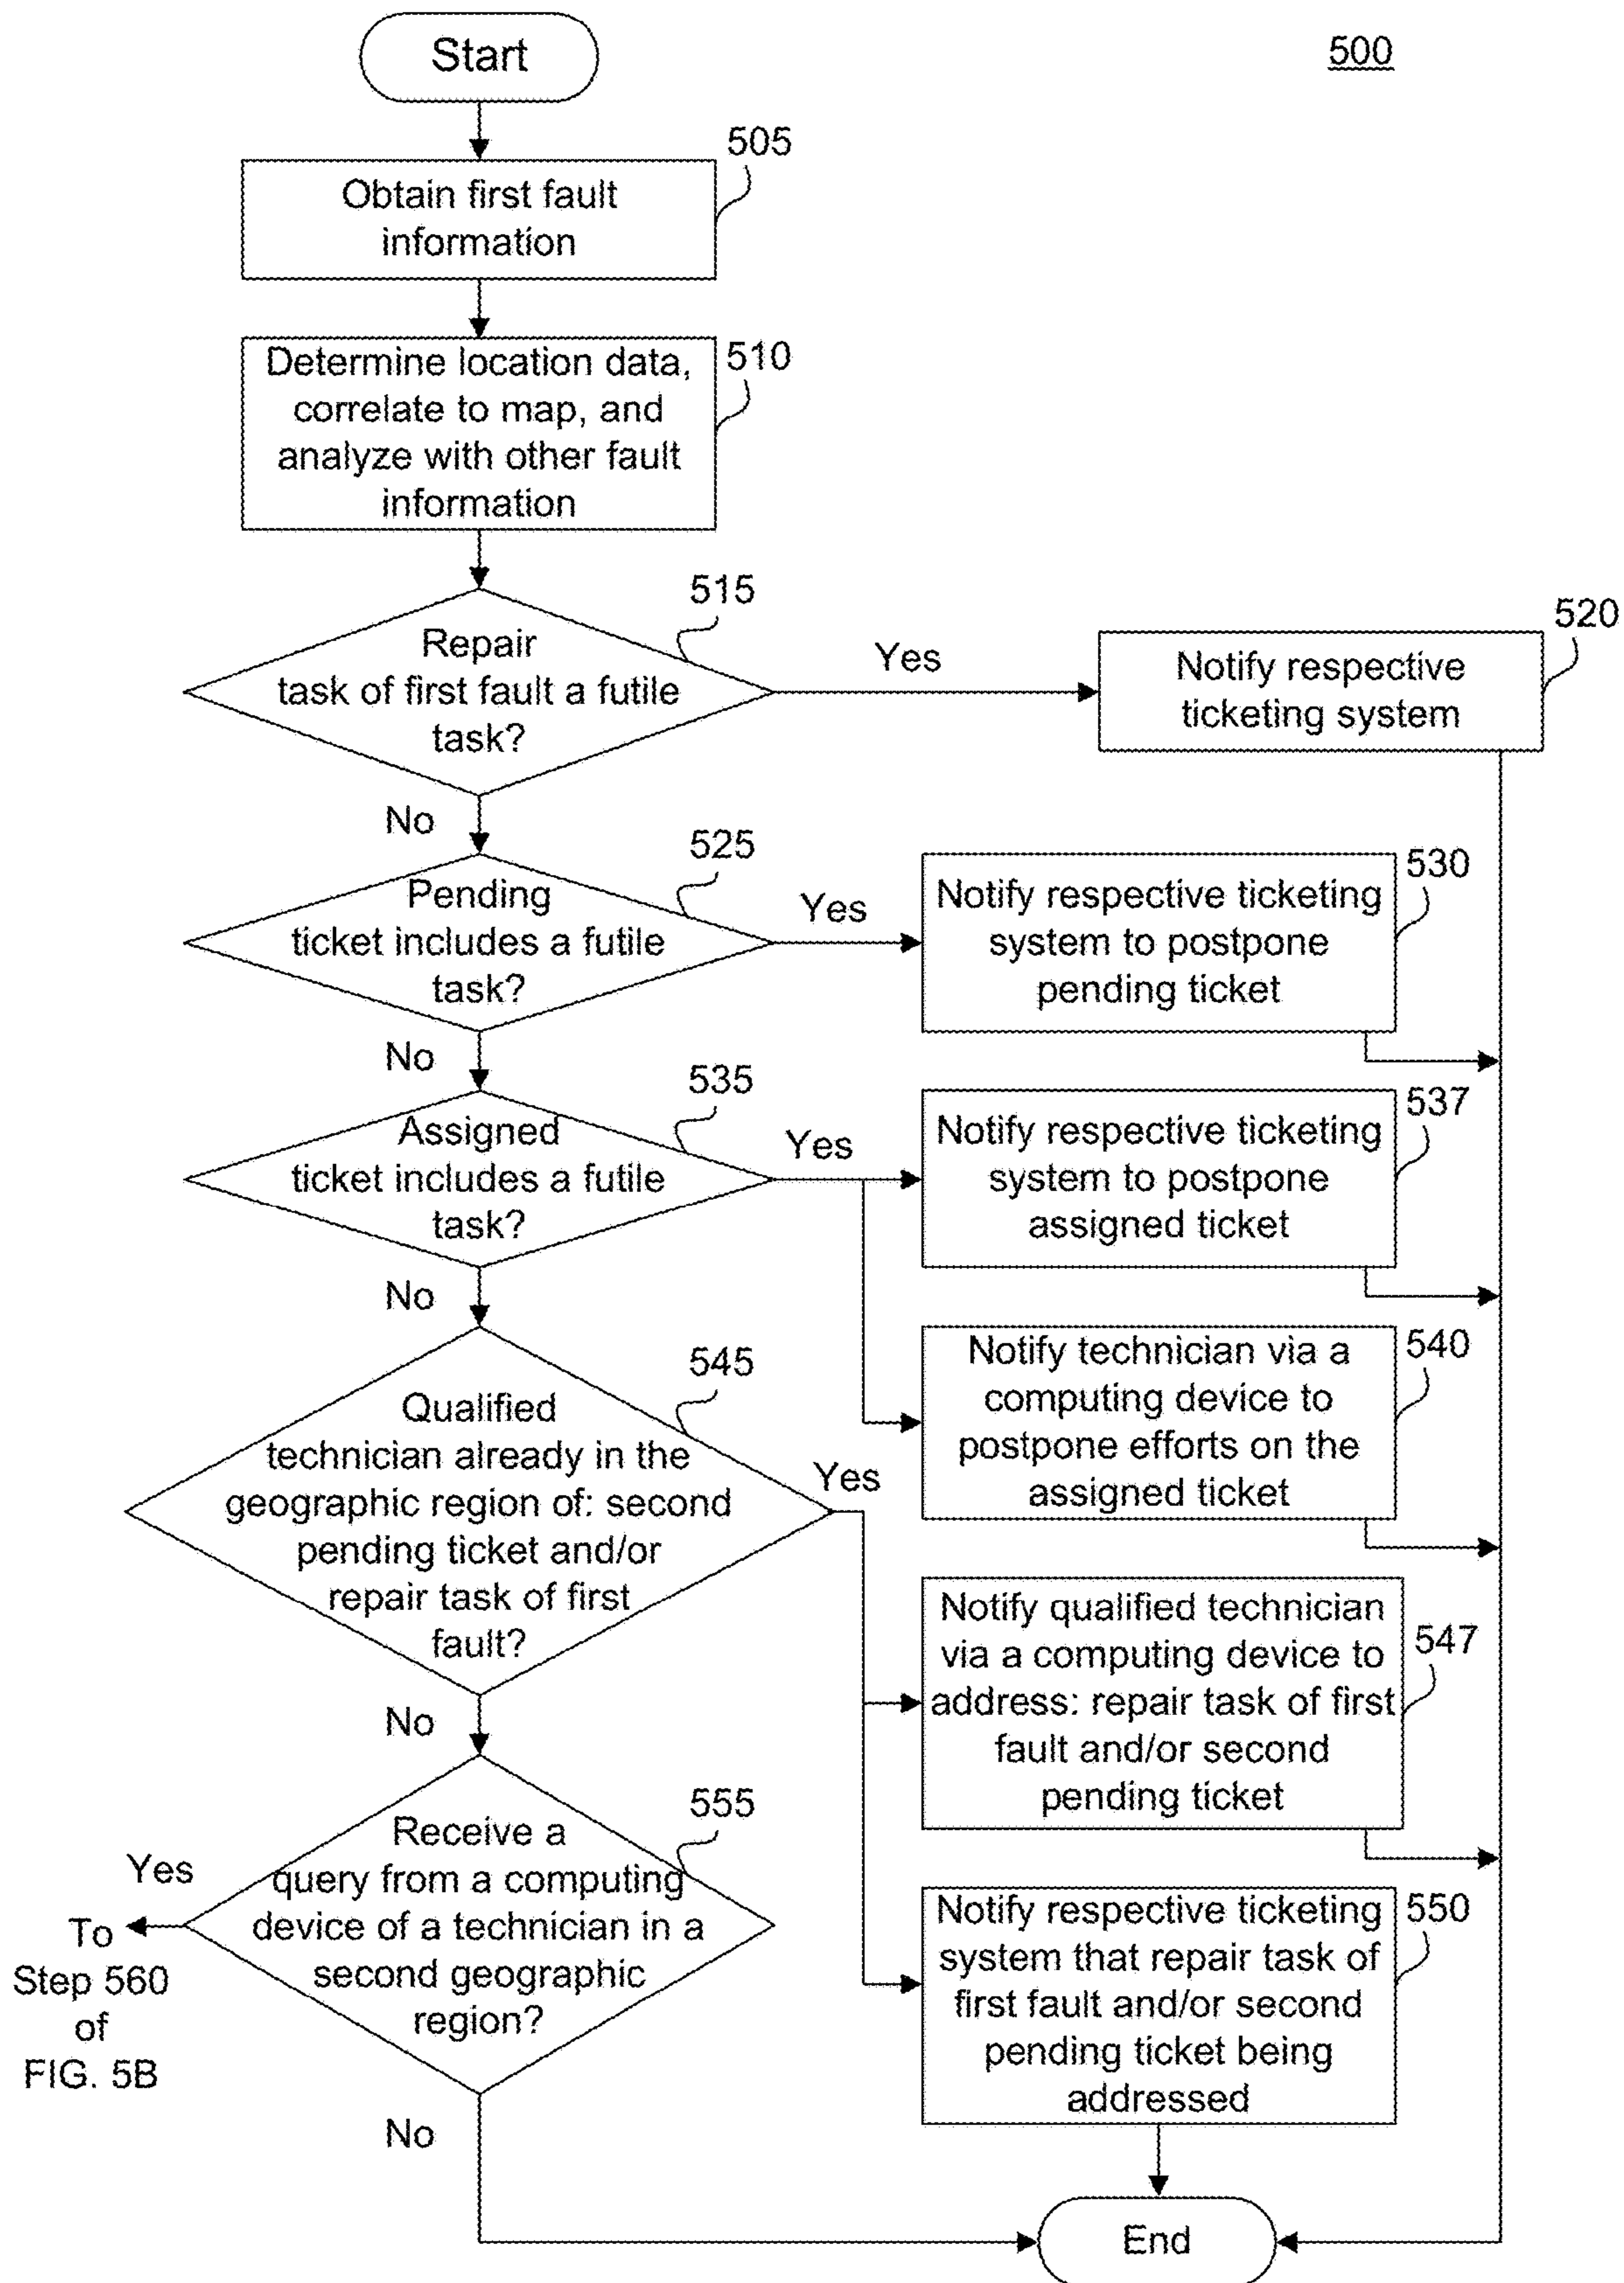 Start
500
505
Obtain first fault
information
510
Determine location data,
correlate to map, and
analyze with other fault
information
515
Repair
task of first fault a futile
task?
Yes
520
Notify respective
ticketing system
No
525
Pending
ticket includes a futile
task?
Yes
530
Notify respective ticketing
system to postpone
pending ticket
No
535
Assigned
ticket includes a futile
task?
Yes
537
Notify respective ticketing
system to postpone
assigned ticket
No
540
Notify technician via a
computing device to
postpone efforts on the
assigned ticket
545
Qualified
technician already in the
geographic region of: second
pending ticket and/or
repair task of first
fault?
Yes
547
Notify qualified technician
via a computing device to
address: repair task of first
fault and/or second
pending ticket
No
550
Notify respective ticketing
system that repair task of
first fault and/or second
pending ticket being
addressed
555
Receive a
query from a computing
device of a technician in a
second geographic
region?
Yes
To
Step 560
of
FIG. 5B
No
End